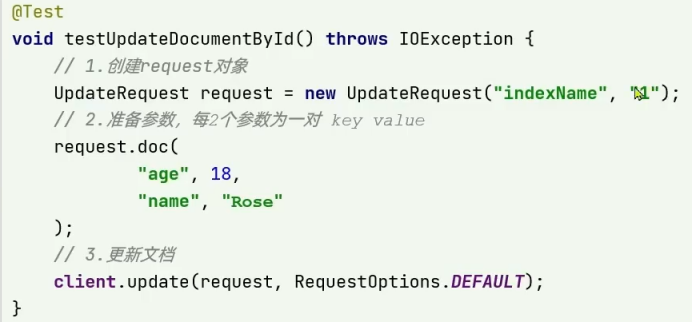 @Test
void testUpdateDocumentById() throws IOException {
    // 1.创建request对象
    UpdateRequest request = new UpdateRequest("indexName", "1");
    // 2.准备参数，每2个参数为一对 key value
    request.doc(
            "age", 18,
            "name", "Rose"
    );
    // 3.更新文档
    client.update(request, RequestOptions.DEFAULT);
}